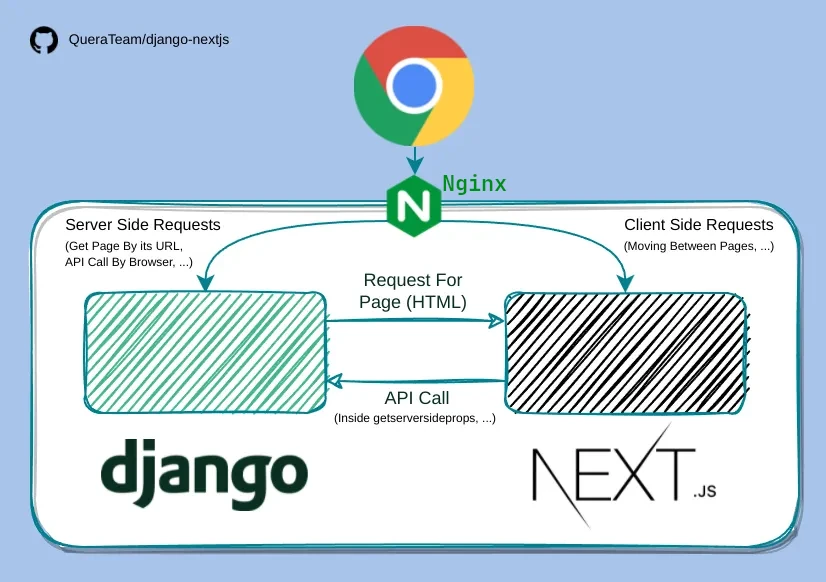 QueraTeam/django-nextjs
Nginx
Server Side Requests
(Get Page By its URL,
API Call By Browser, ...)
Client Side Requests
(Moving Between Pages, ...)
Request For
Page (HTML)
API Call
(Inside getserversideprops, ...)
django
NEXT.JS